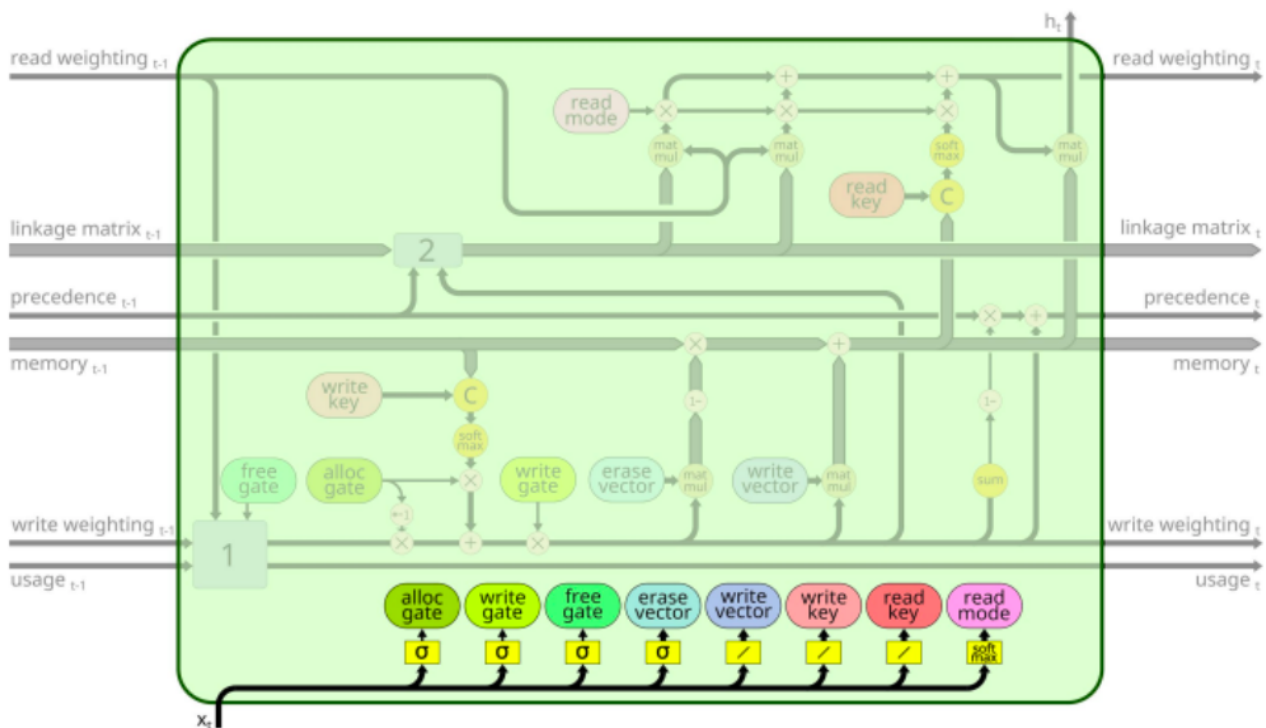 h t
read weighting t-1
read weighting t
+
+
read
mode
×
×
×
mat
mul
mat
mul
soft
max
mat
mul
read
key
C
linkage matrix t-1
linkage matrix t
2
precedence t-1
precedence t
×
+
memory t-1
memory t
×
+
write
key
C
1-
1-
soft
max
free
gate
alloc
gate
×
write
gate
erase
vector
mat
mul
write
vector
mat
mul
sum
write weighting t-1
write weighting t
1
×
+
×
usage t-1
usage t
alloc
gate
write
gate
free
gate
erase
vector
write
vector
write
key
read
key
read
mode
σ
σ
σ
σ
/
/
/
soft
max
x t